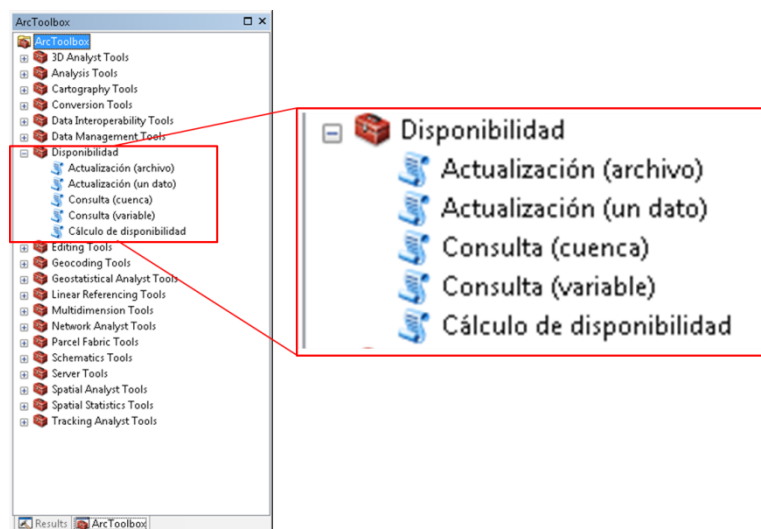 ArcToolbox
ArcToolbox
3D Analyst Tools
Analysis Tools
Cartography Tools
Conversion Tools
Data Interoperability Tools
Data Management Tools
Disponibilidad
Actualización (archivo)
Actualización (un dato)
Consulta (cuenca)
Consulta (variable)
Cálculo de disponibilidad
Editing Tools
Geocoding Tools
Geostatistical Analyst Tools
Linear Referencing Tools
Multidimension Tools
Network Analyst Tools
Parcel Fabric Tools
Schematics Tools
Server Tools
Spatial Analyst Tools
Spatial Statistics Tools
Tracking Analyst Tools
Results ArcToolbox
Disponibilidad
Actualización (archivo)
Actualización (un dato)
Consulta (cuenca)
Consulta (variable)
Cálculo de disponibilidad